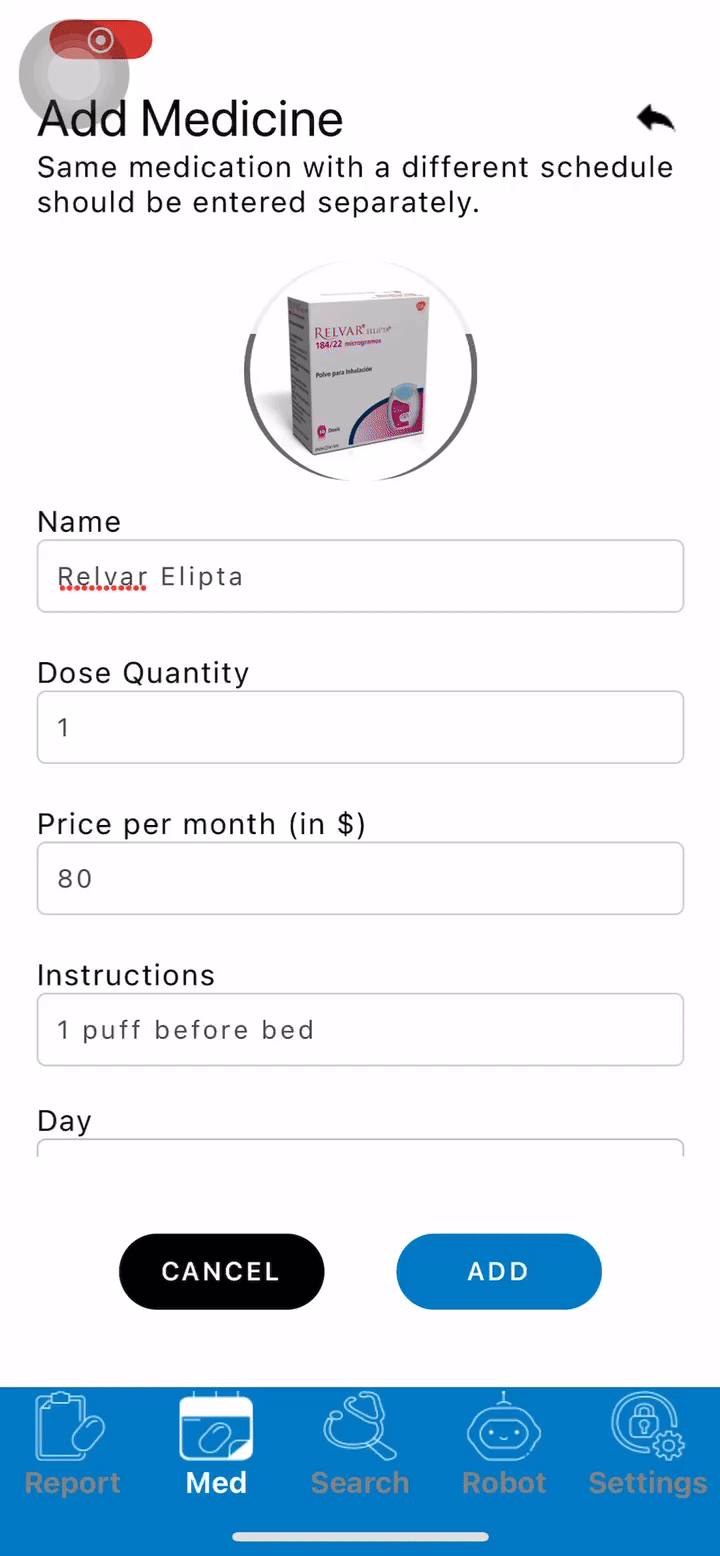 Add Medicine
Same medication with a different schedule
should be entered separately.
RELVAR® ELLIPTA®
184/22 microgramos
Polvo para inhalación
Dosis
Name
Relvar Elipta
Dose Quantity
1
Price per month (in $)
80
Instructions
1 puff before bed
Day
CANCEL
ADD
Report
Med
Search
Robot
Settings